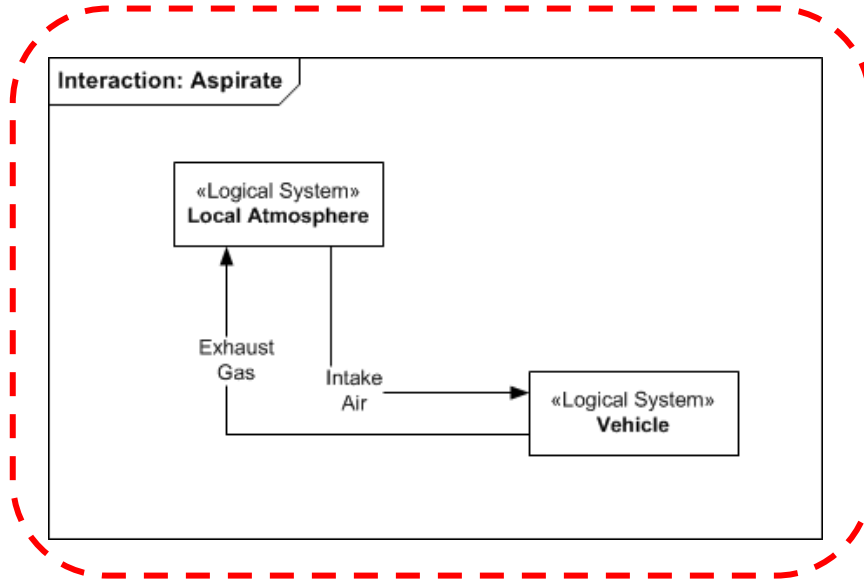 Interaction: Aspirate
«Logical System»
Local Atmosphere
Exhaust
Gas
Intake
Air
«Logical System»
Vehicle